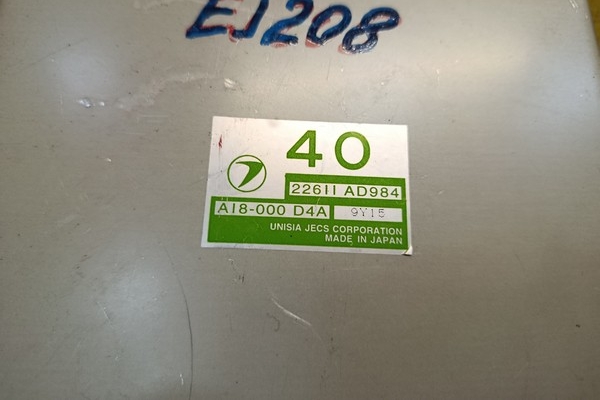 EJ208
40
22611 AD984
A18-000 D4A 9Y15
UNISIA JECS CORPORATION
MADE IN JAPAN